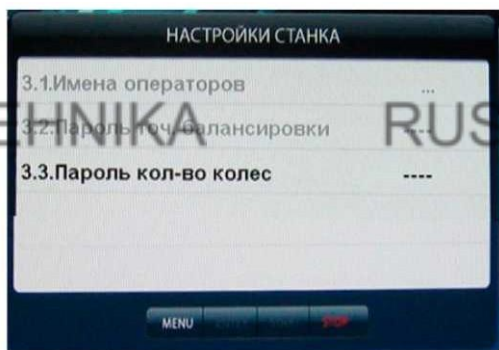 НАСТРОЙКИ СТАНКА
3.1.Имена операторов ...
EHNIKA RUS
3.2.Пароль точ. балансировки ----
3.3.Пароль кол-во колес ----
MENU STOP